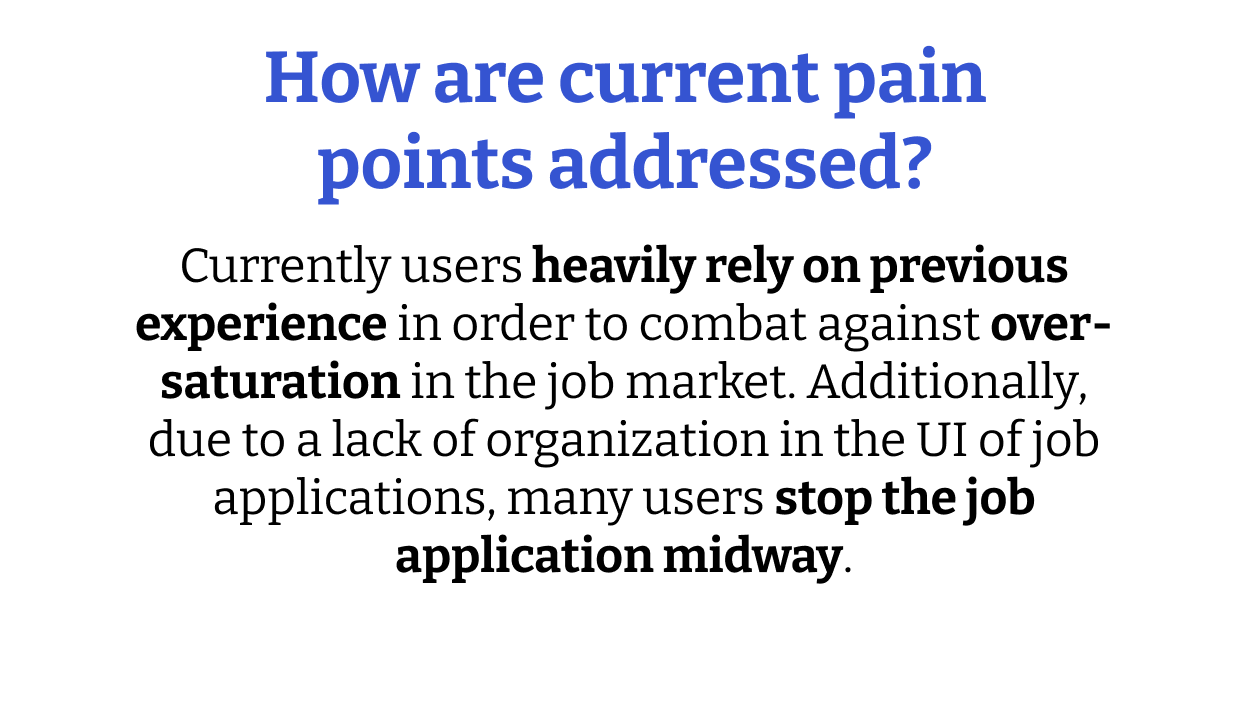 How are current pain
points addressed?
Currently users heavily rely on previous
experience in order to combat against over-
saturation in the job market. Additionally,
due to a lack of organization in the UI of job
applications, many users stop the job
application midway.